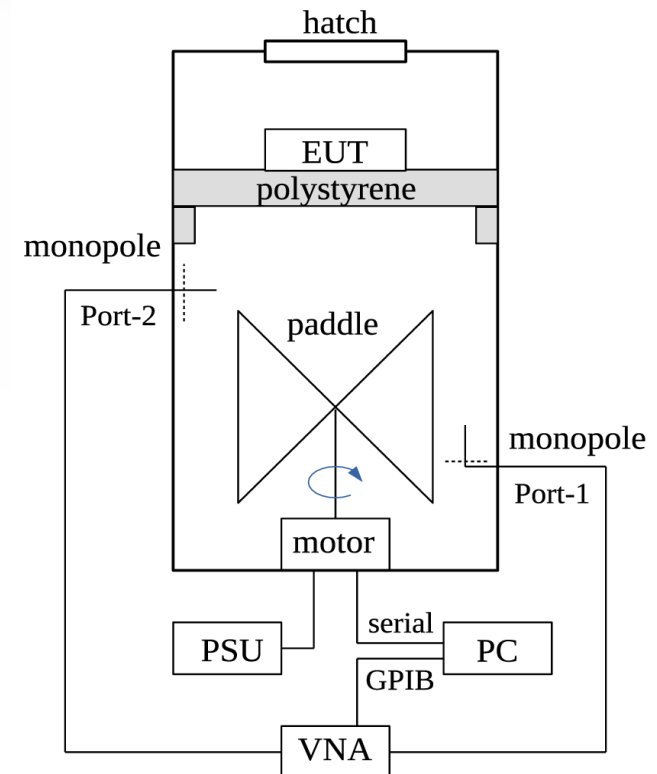 hatch
EUT
polystyrene
monopole
Port-2
paddle
monopole
Port-1
motor
serial
PSU
PC
GPIB
VNA